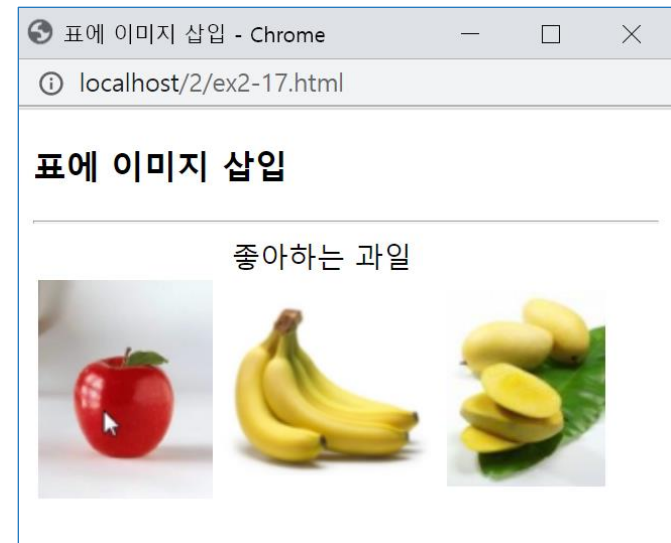 표에 이미지 삽입 - Chrome
localhost/2/ex2-17.html
표에 이미지 삽입
좋아하는 과일